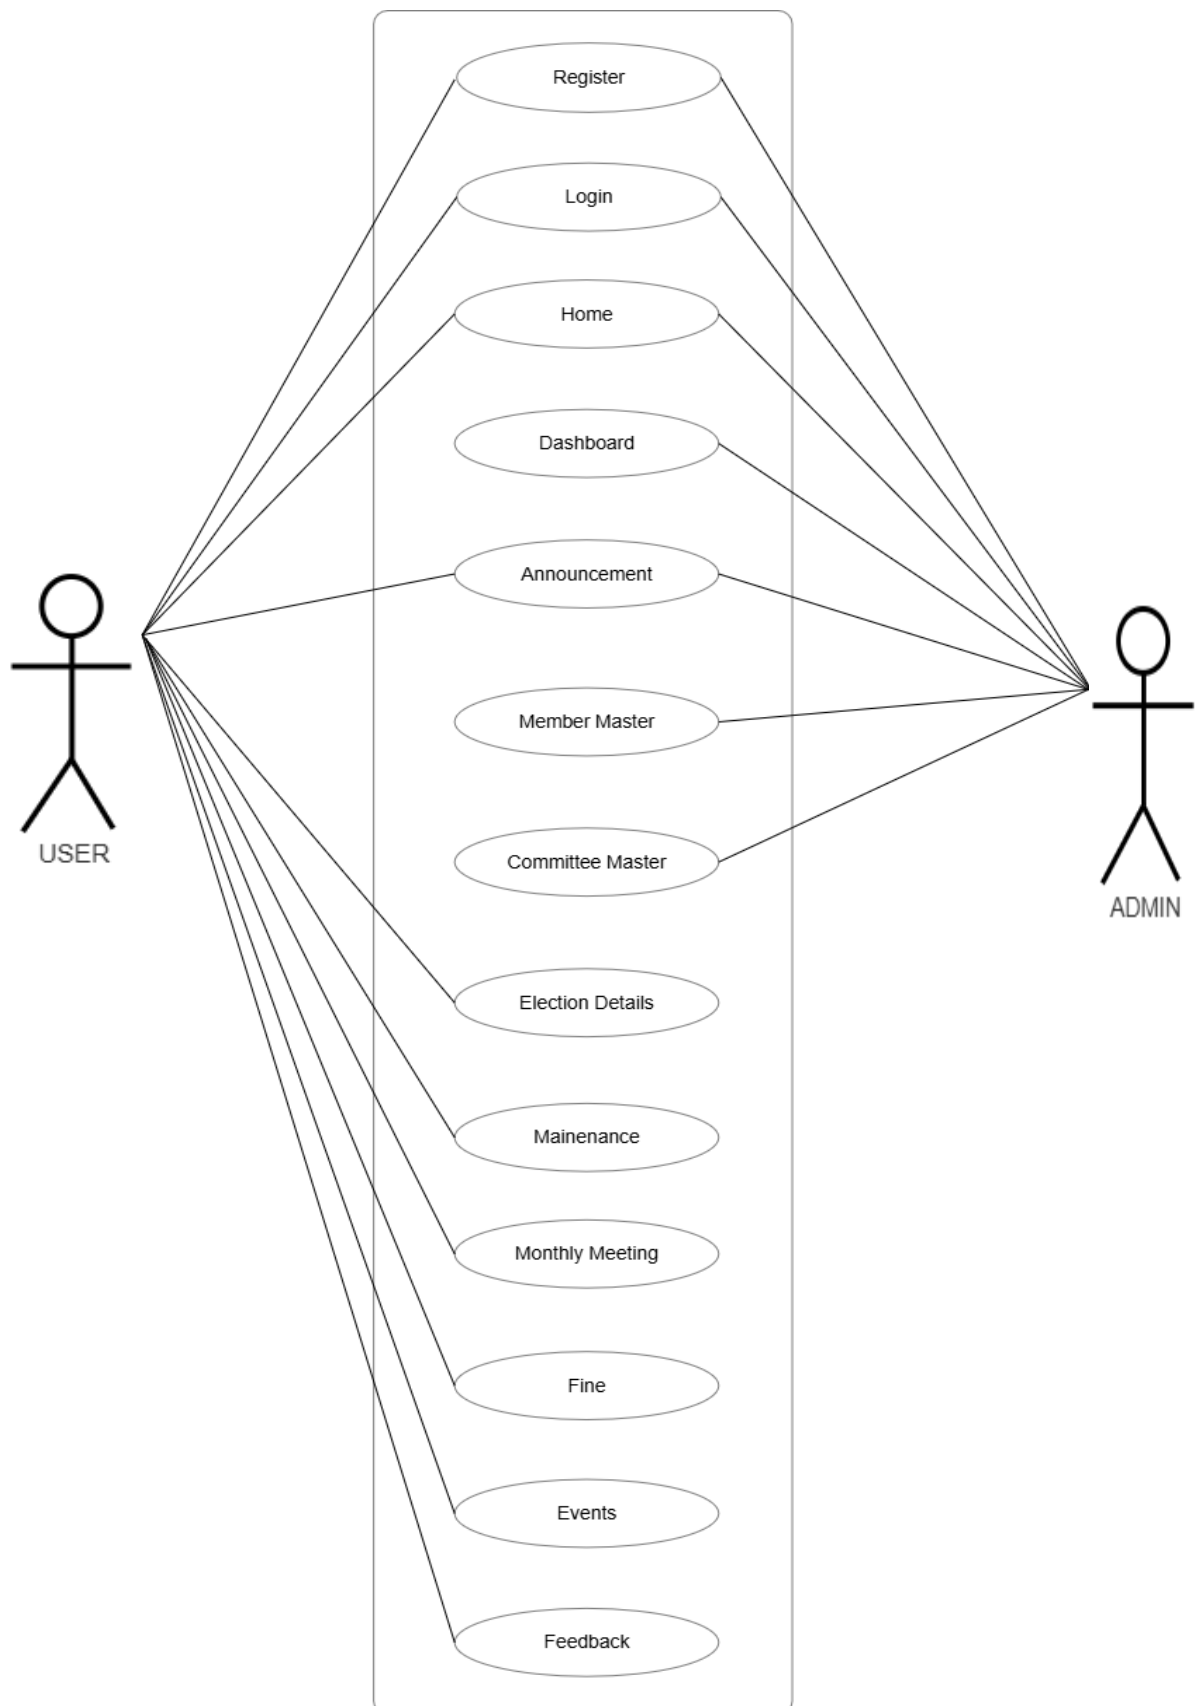 Register
Login
Home
Dashboard
Announcement
Member Master
USER
Committee Master
ADMIN
Election Details
Mainenance
Monthly Meeting
Fine
Events
Feedback